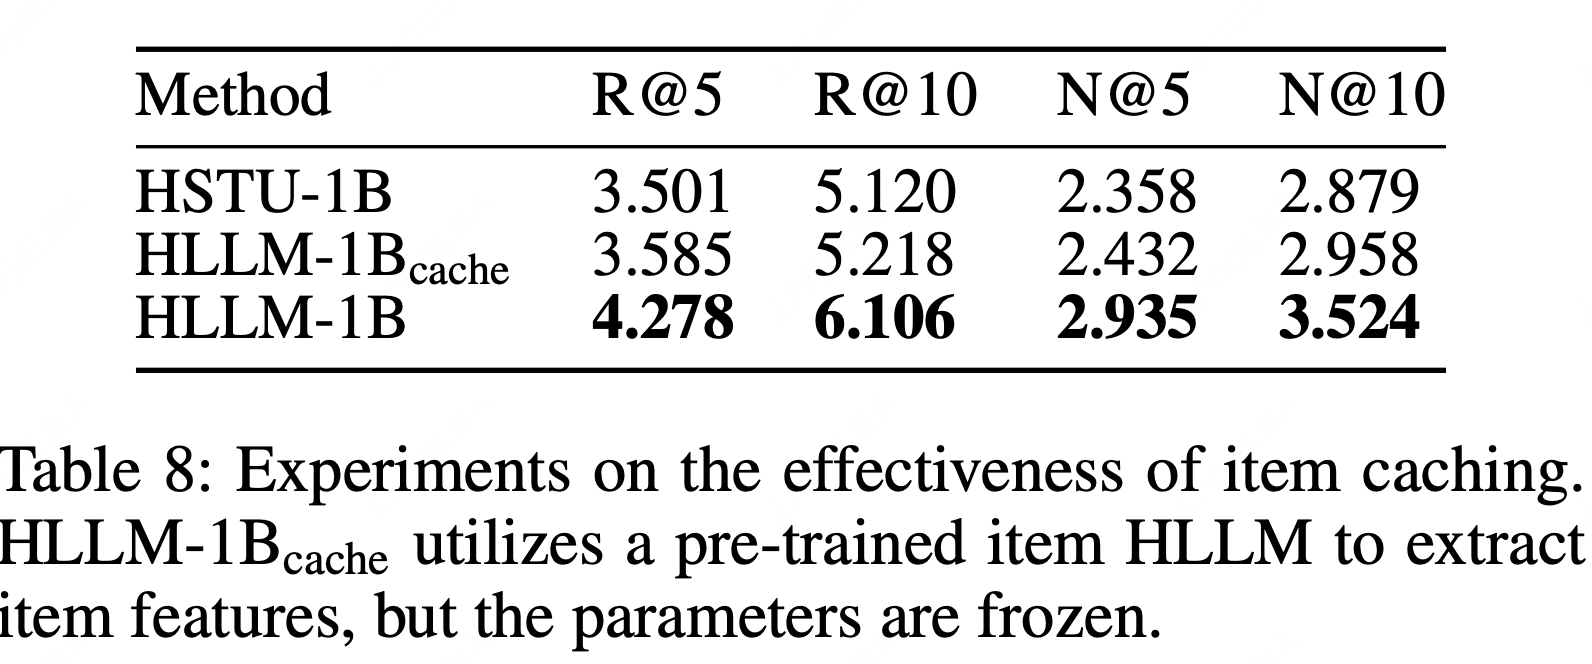 Method R@5 R@10 N@5 N@10
HSTU-1B 3.501 5.120 2.358 2.879
HLLM-1Bcache 3.585 5.218 2.432 2.958
HLLM-1B 4.278 6.106 2.935 3.524
Table 8: Experiments on the effectiveness of item caching.
HLLM-1Bcache utilizes a pre-trained item HLLM to extract
item features, but the parameters are frozen.